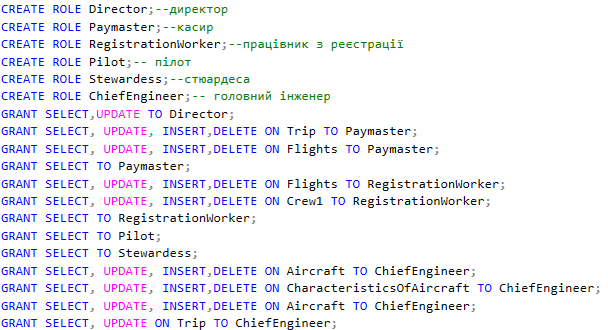 CREATE ROLE Director;--директор
CREATE ROLE Paymaster;--касир
CREATE ROLE RegistrationWorker;--працівник з реєстрації
CREATE ROLE Pilot;-- пілот
CREATE ROLE Stewardess;--стюардеса
CREATE ROLE ChiefEngineer;-- головний інженер
GRANT SELECT,UPDATE TO Director;
GRANT SELECT, UPDATE, INSERT,DELETE ON Trip TO Paymaster;
GRANT SELECT, UPDATE, INSERT,DELETE ON Flights TO Paymaster;
GRANT SELECT TO Paymaster;
GRANT SELECT, UPDATE, INSERT,DELETE ON Flights TO RegistrationWorker;
GRANT SELECT, UPDATE, INSERT,DELETE ON Crew1 TO RegistrationWorker;
GRANT SELECT TO RegistrationWorker;
GRANT SELECT TO Pilot;
GRANT SELECT TO Stewardess;
GRANT SELECT, UPDATE, INSERT,DELETE ON Aircraft TO ChiefEngineer;
GRANT SELECT, UPDATE, INSERT,DELETE ON CharacteristicsOfAircraft TO ChiefEngineer;
GRANT SELECT, UPDATE, INSERT,DELETE ON Aircraft TO ChiefEngineer;
GRANT SELECT, UPDATE ON Trip TO ChiefEngineer;